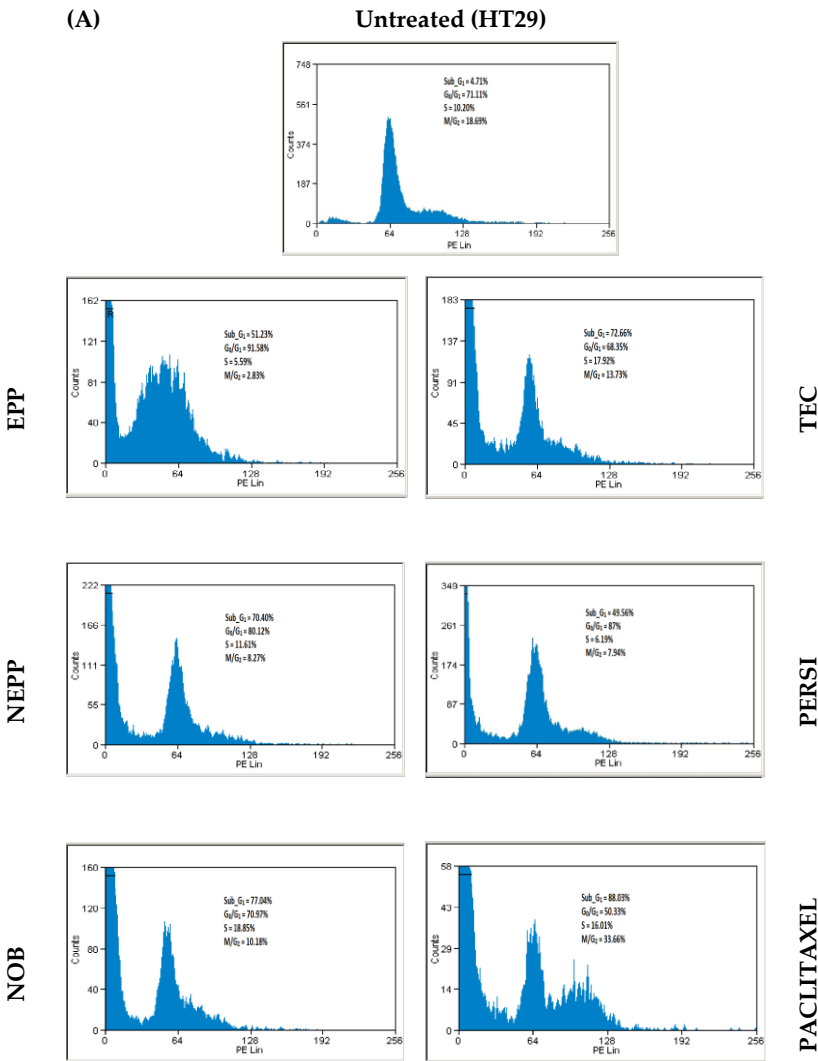 (A) Untreated (HT29)
748
561
374
187
0
Counts
Sub_G₁ = 4.71%
G₀/G₁ = 71.11%
S = 10.20%
M/G₂ = 18.69%
0 64 128 192 256
PE Lin
EPP
162
121
81
40
0
Counts
Sub_G₁ = 51.23%
G₀/G₁ = 91.58%
S = 5.59%
M/G₂ = 2.83%
0 64 128 192 256
PE Lin
TEC
183
137
91
45
0
Counts
Sub_G₁ = 72.66%
G₀/G₁ = 68.35%
S = 17.92%
M/G₂ = 13.73%
0 64 128 192 256
PE Lin
NEPP
222
166
111
55
0
Counts
Sub_G₁ = 70.40%
G₀/G₁ = 80.12%
S = 11.61%
M/G₂ = 8.27%
0 64 128 192 256
PE Lin
PERSI
349
261
174
87
0
Counts
Sub_G₁ = 49.56%
G₀/G₁ = 87%
S = 6.19%
M/G₂ = 7.94%
0 64 128 192 256
PE Lin
NOB
160
120
80
40
0
Counts
Sub_G₁ = 77.04%
G₀/G₁ = 70.97%
S = 18.85%
M/G₂ = 10.18%
0 64 128 192 256
PE Lin
PACLITAXEL
58
43
29
14
0
Counts
Sub_G₁ = 88.03%
G₀/G₁ = 50.33%
S = 16.01%
M/G₂ = 33.66%
0 64 128 192 256
PE Lin